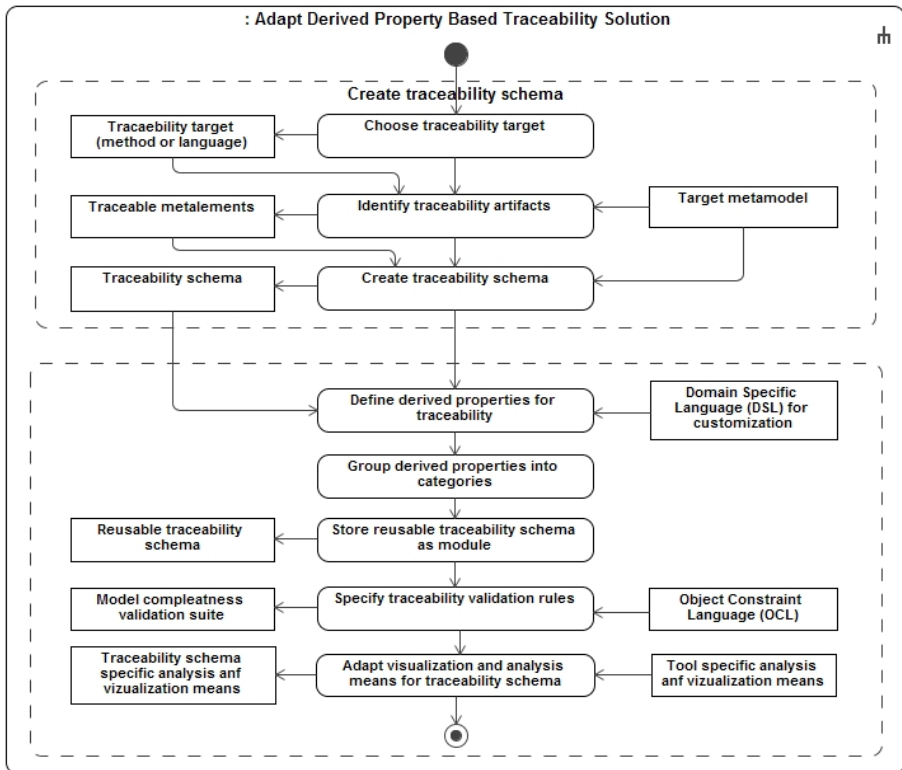 : Adapt Derived Property Based Traceability Solution
Create traceability schema
Tracaebility target
(method or language)
Choose traceability target
Traceable metalements
Identify traceability artifacts
Target metamodel
Traceability schema
Create traceability schema
Define derived properties for
traceability
Domain Specific
Language (DSL) for
customization
Group derived properties into
categories
Reusable traceability
schema
Store reusable traceability schema
as module
Model compleatness
validation suite
Specify traceability validation rules
Object Constraint
Language (OCL)
Traceability schema
specific analysis anf
vizualization means
Adapt visualization and analysis
means for traceability schema
Tool specific analysis
anf vizualization means